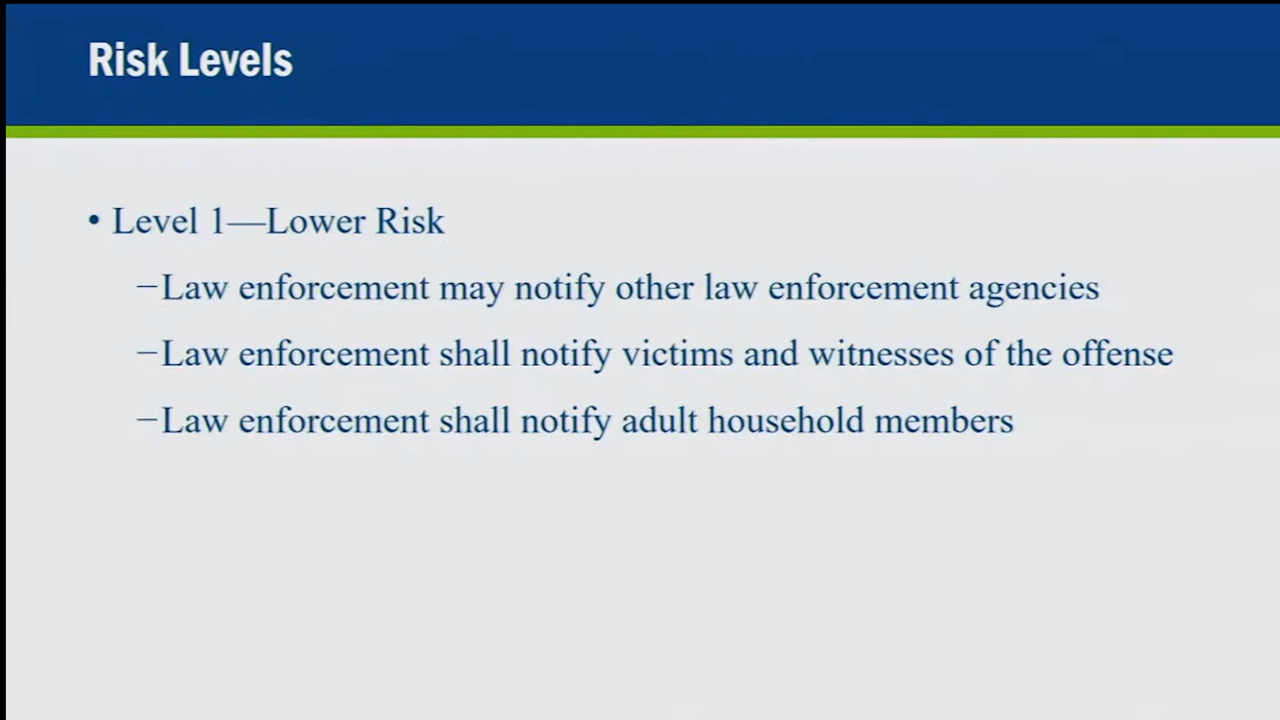 Risk Levels
• Level 1—Lower Risk
–Law enforcement may notify other law enforcement agencies
–Law enforcement shall notify victims and witnesses of the offense
–Law enforcement shall notify adult household members